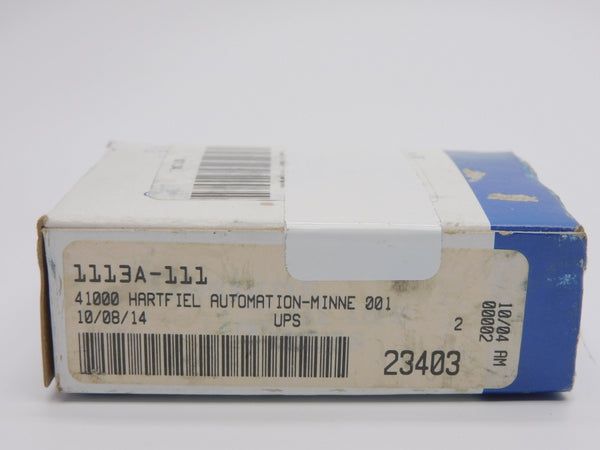 1113A-111
41000 HARTFIEL AUTOMATION-MINNE 001
10/08/14 UPS 2
23403
10/04 AM
00002